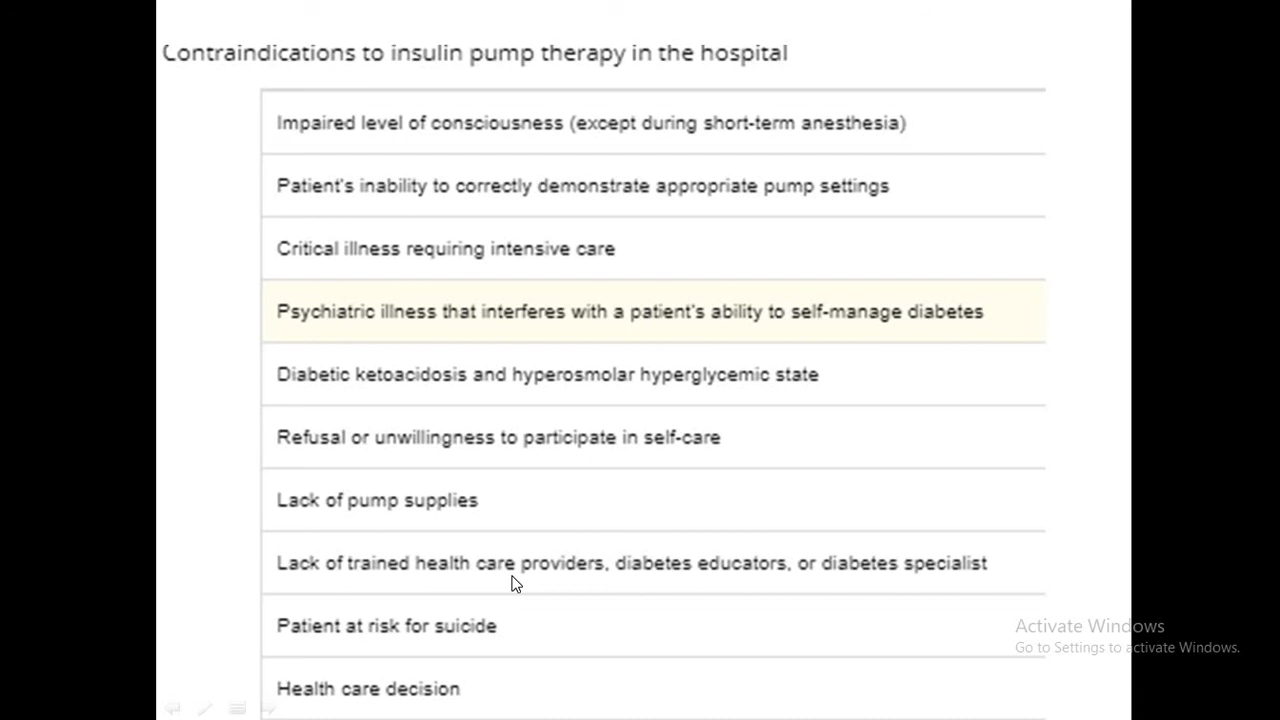 Contraindications to insulin pump therapy in the hospital
Impaired level of consciousness (except during short-term anesthesia)
Patient's inability to correctly demonstrate appropriate pump settings
Critical illness requiring intensive care
Psychiatric illness that interferes with a patient's ability to self-manage diabetes
Diabetic ketoacidosis and hyperosmolar hyperglycemic state
Refusal or unwillingness to participate in self-care
Lack of pump supplies
Lack of trained health care providers, diabetes educators, or diabetes specialist
Patient at risk for suicide
Health care decision
Activate Windows
Go to Settings to activate Windows.